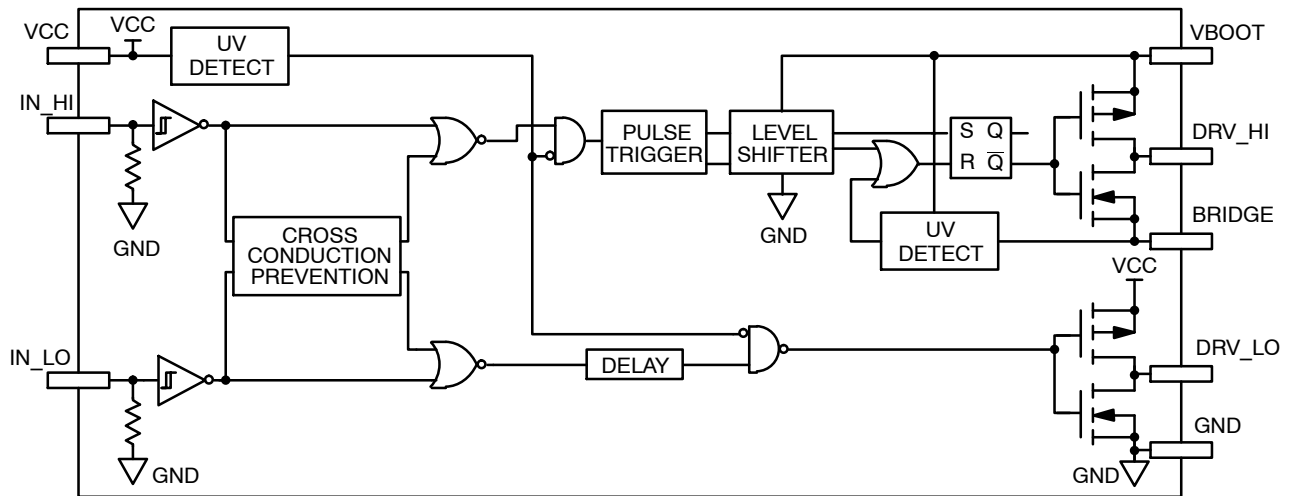 VCC
VCC
UV
DETECT
VBOOT
IN_HI
PULSE
TRIGGER
LEVEL
SHIFTER
S Q
R Q̅
DRV_HI
GND
CROSS
CONDUCTION
PREVENTION
GND
UV
DETECT
BRIDGE
VCC
IN_LO
DELAY
DRV_LO
GND
GND
GND